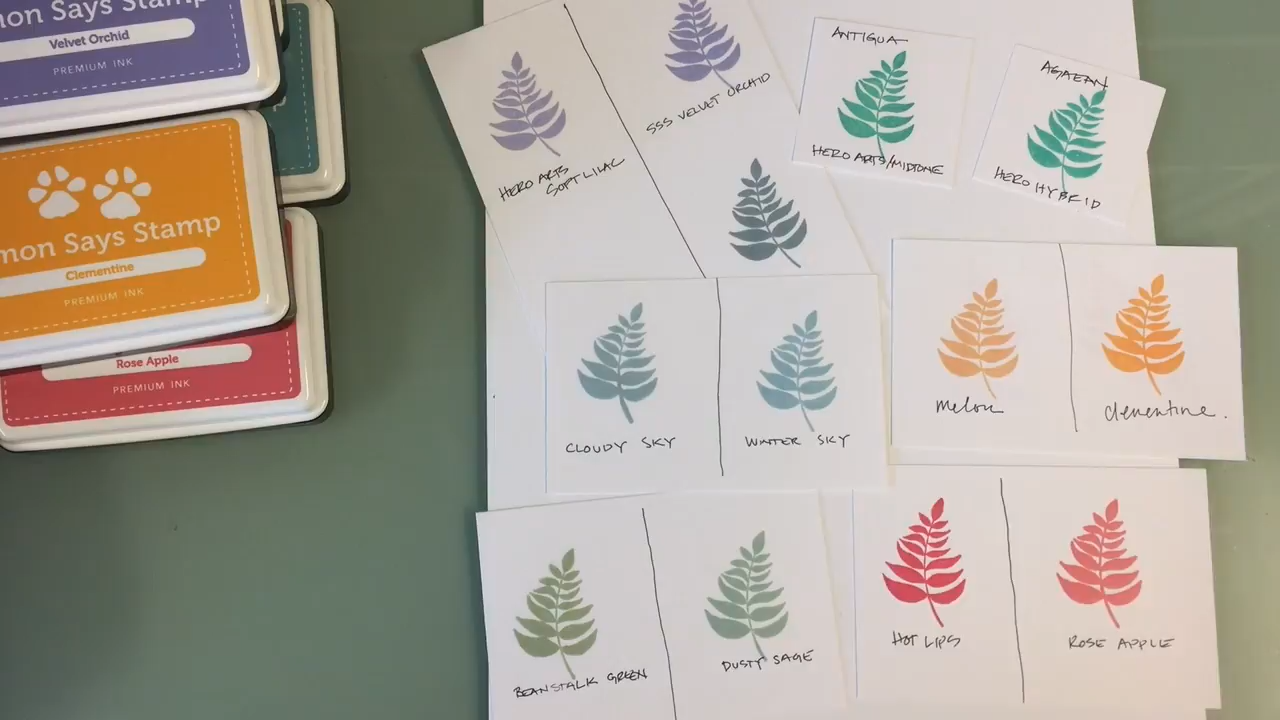 mon Says Stamp
Velvet Orchid
PREMIUM INK
mon Says Stamp
Clementine
PREMIUM INK
Rose Apple
PREMIUM INK
HERO ARTS
SOFT LILAC
SSS VELVET ORCHID
ANTIGUA
HERO ARTS/MIDTONE
AGAEAN
HERO HYBRID
CLOUDY SKY
WINTER SKY
melon
clementine.
BEANSTALK GREEN
DUSTY SAGE
HOT LIPS
ROSE APPLE